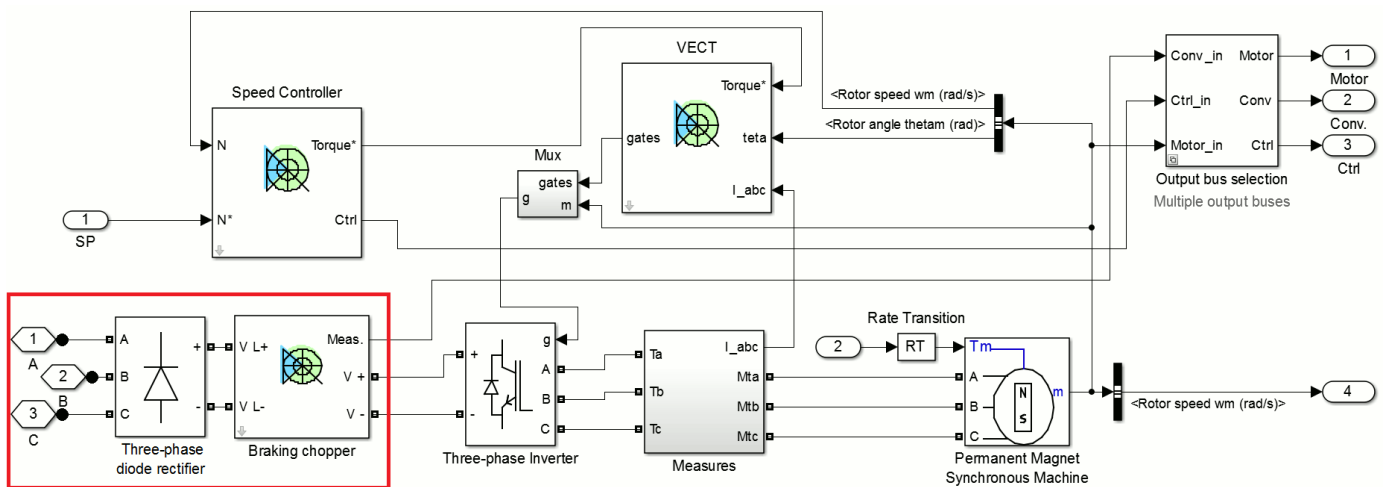 VECT
Conv_in
Motor
1
Motor
Ctrl_in
Conv
2
Conv.
Motor_in
Ctrl
3
Ctrl
Output bus selection
Multiple output buses
Speed Controller
N
Torque*
N*
Ctrl
1
SP
Torque*
gates
teta
I_abc
<Rotor speed wm (rad/s)>
<Rotor angle thetam (rad)>
Mux
gates
g
m
1
A
2
B
3
C
A
+
B
C
-
Three-phase
diode rectifier
Meas.
V L+
V +
V L-
V -
Braking chopper
g
+
A
B
-
C
Three-phase Inverter
I_abc
Ta
Mta
Tb
Mtb
Tc
Mtc
Measures
2
Rate Transition
RT
Tm
A
N
m
B
S
C
Permanent Magnet
Synchronous Machine
<Rotor speed wm (rad/s)>
4